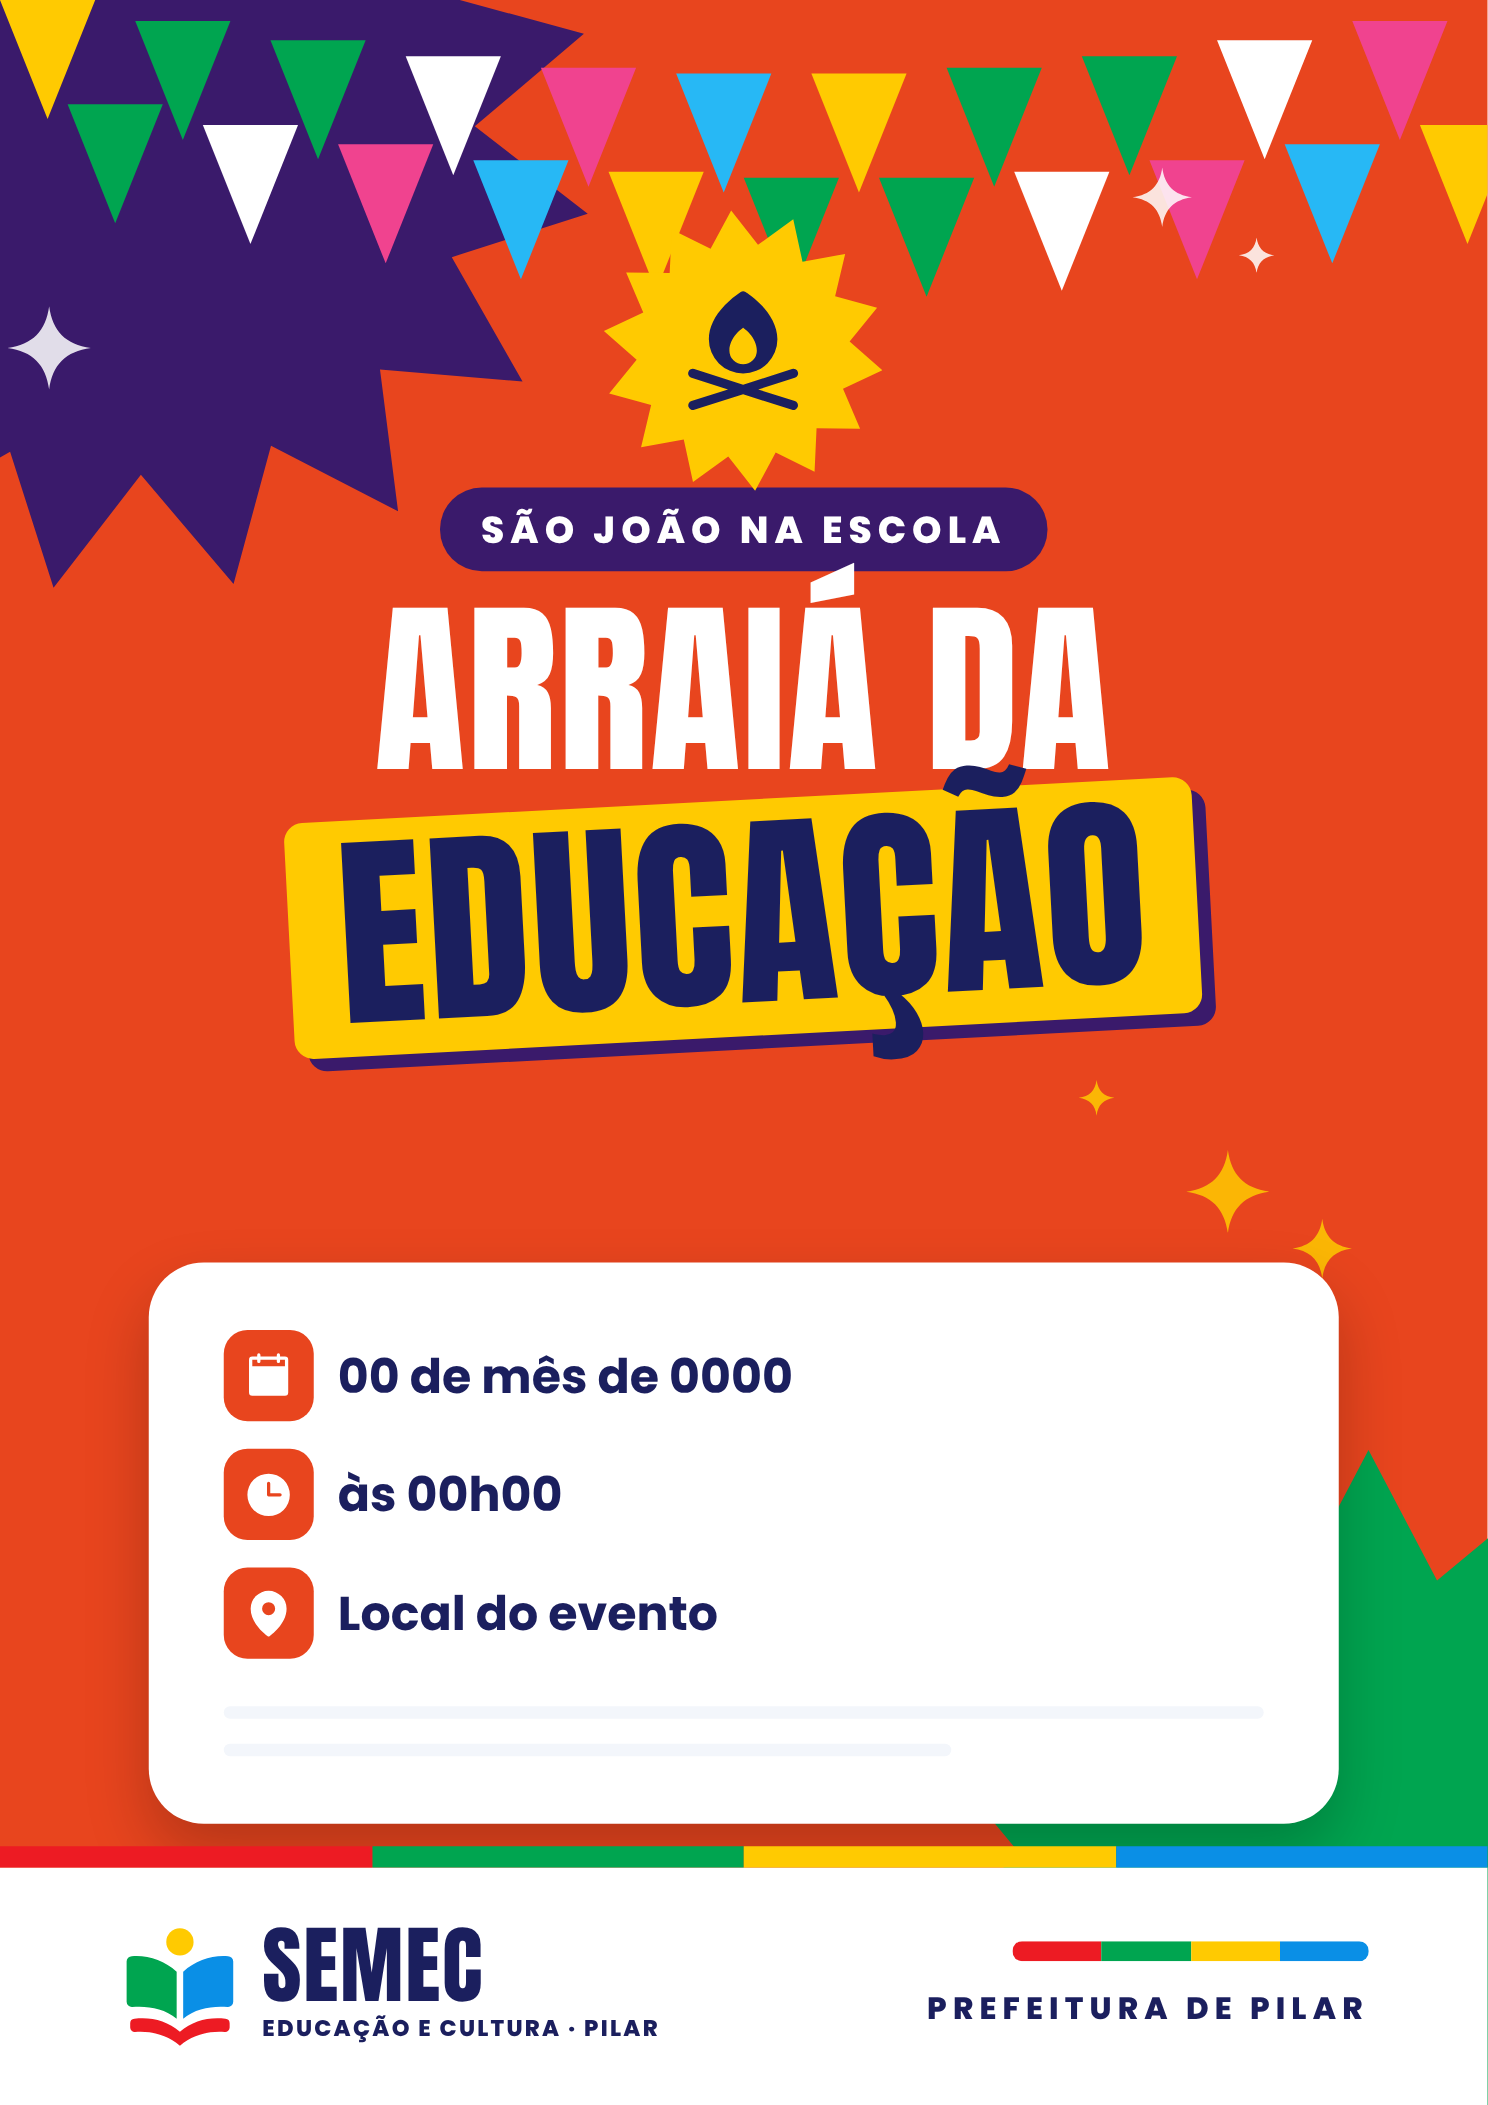 SÃO JOÃO NA ESCOLA
ARRAIÁ DA
EDUCAÇÃO
00 de mês de 0000
às 00h00
Local do evento
SEMEC
EDUCAÇÃO E CULTURA · PILAR
PREFEITURA DE PILAR